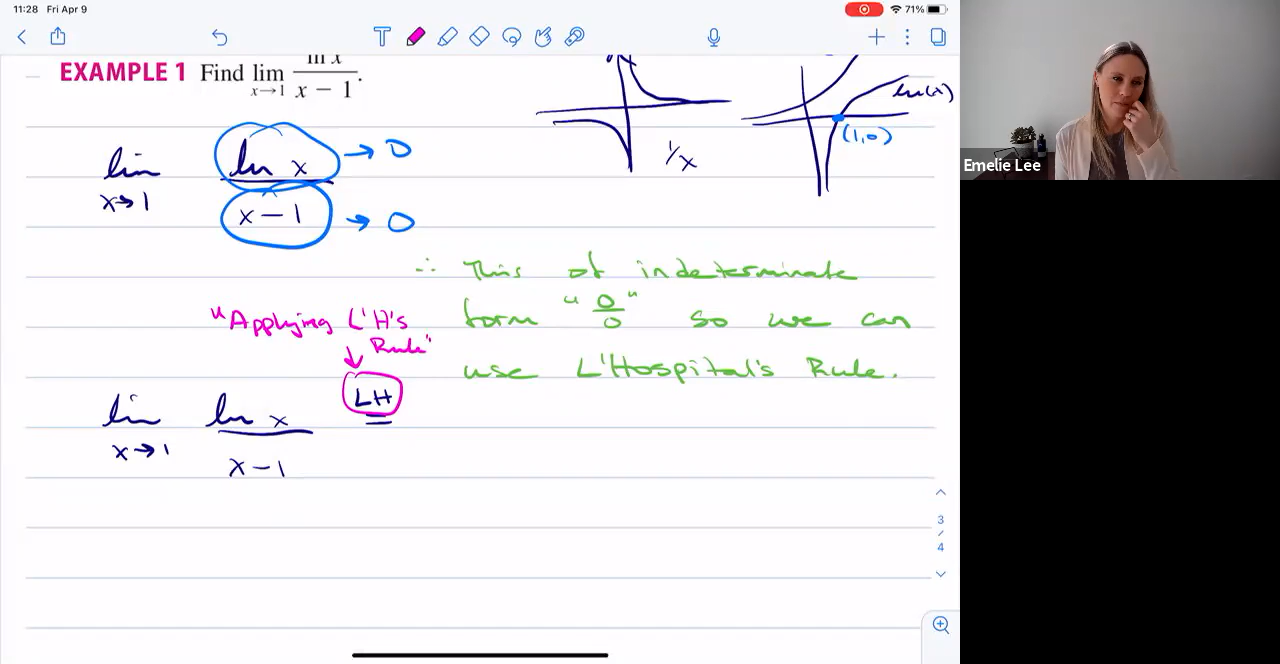 11:28 Fri Apr 9
71%
T
ln x
EXAMPLE 1 Find lim ―――.
x→1 x − 1
ln(x)
(1,0)
1/x
lim ln x → 0
x→1 x − 1 → 0
∴ This of indeterminate
form "0/0" so we can
use L'Hospital's Rule.
"Applying L'H's
Rule"
LH
lim ln x =
x→1 x − 1
3
/
4
Emelie Lee